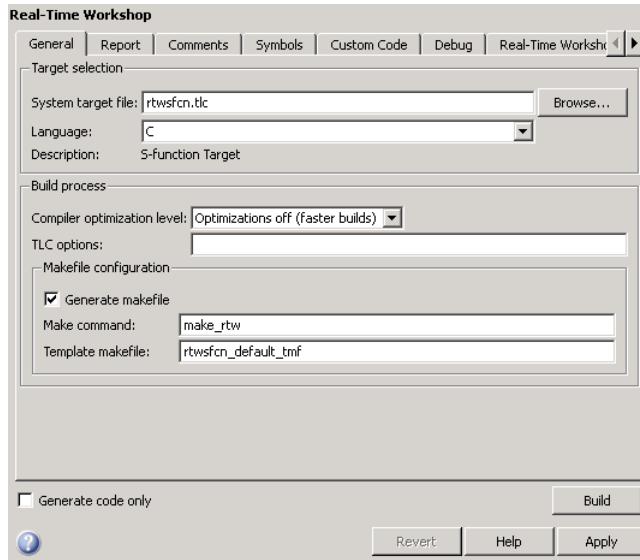 Real-Time Workshop
General Report Comments Symbols Custom Code Debug Real-Time
Target selection
System target file: rtwsfcn.tlc Browse...
Language: C
Description: S-function Target
Build process
Compiler optimization level: Optimizations off (faster builds)
TLC options:
Makefile configuration
Generate makefile
Make command: make_rtw
Template makefile: rtwsfcn_default_tmf
Generate code only Build
? Revert Help Apply